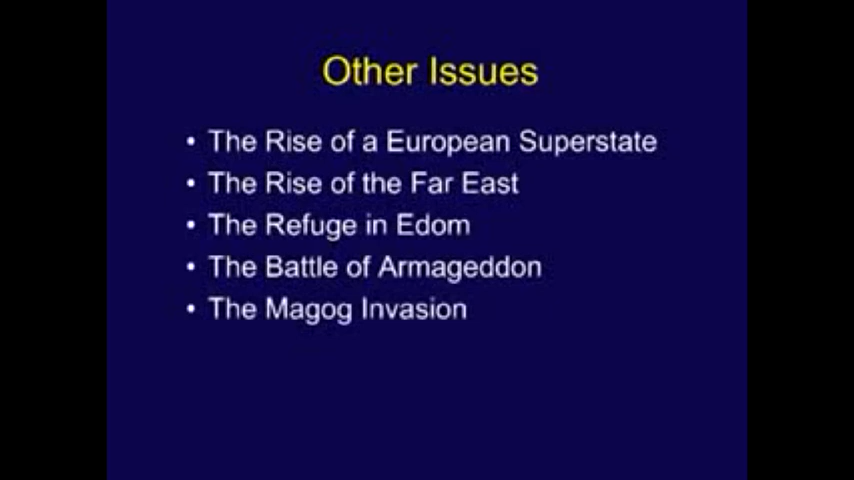 Other Issues
• The Rise of a European Superstate
• The Rise of the Far East
• The Refuge in Edom
• The Battle of Armageddon
• The Magog Invasion